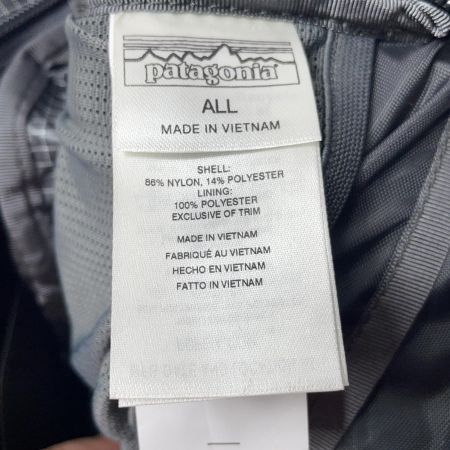 patagonia
ALL
MADE IN VIETNAM
SHELL:
86% NYLON, 14% POLYESTER
LINING:
100% POLYESTER
EXCLUSIVE OF TRIM
MADE IN VIETNAM
FABRIQUÉ AU VIETNAM
HECHO EN VIETNAM
FATTO IN VIETNAM